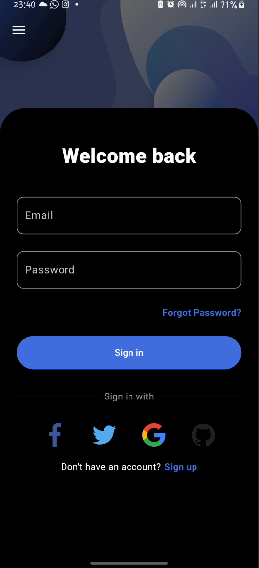 23:40 71%
Welcome back
Email
Password
Forgot Password?
Sign in
Sign in with
Don't have an account? Sign up